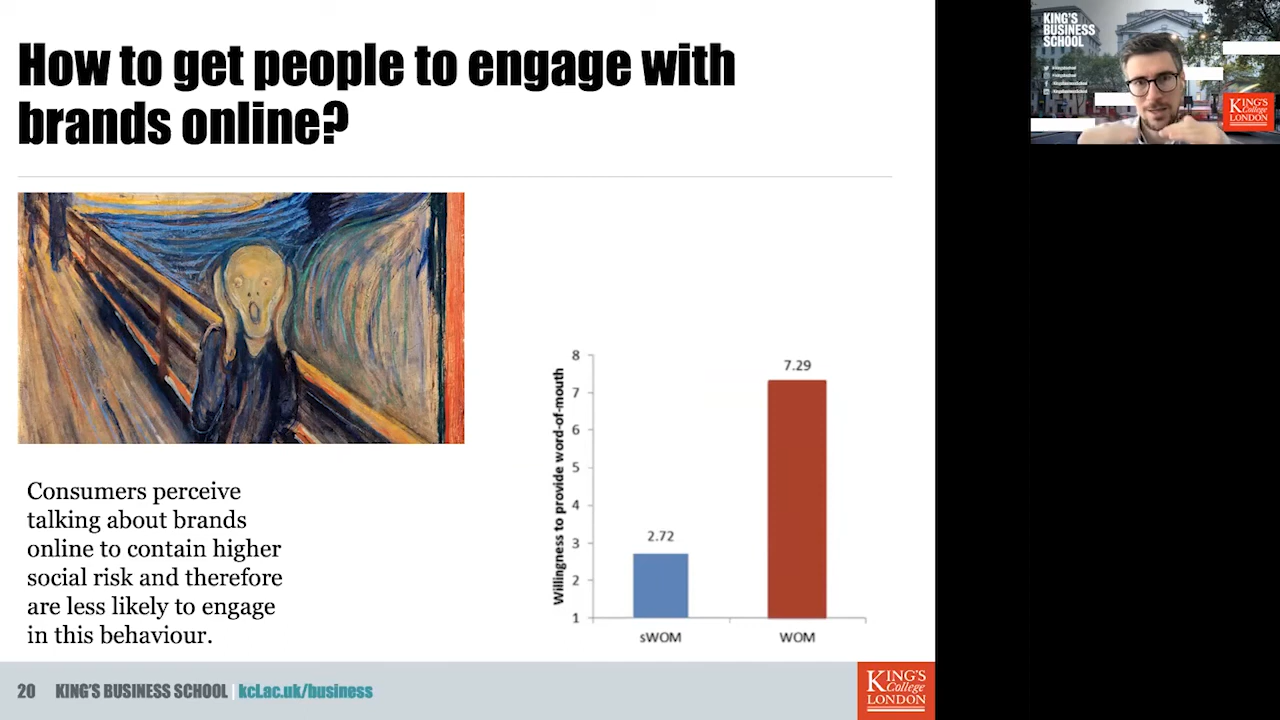 How to get people to engage with
brands online?
Consumers perceive
talking about brands
online to contain higher
social risk and therefore
are less likely to engage
in this behaviour.
Willingness to provide word-of-mouth
8
7
6
5
4
3
2
1
2.72
7.29
sWOM
WOM
20 KING'S BUSINESS SCHOOL | kcl.ac.uk/business
KING'S
College
LONDON
KING'S
BUSINESS
SCHOOL
KING'S
College
LONDON